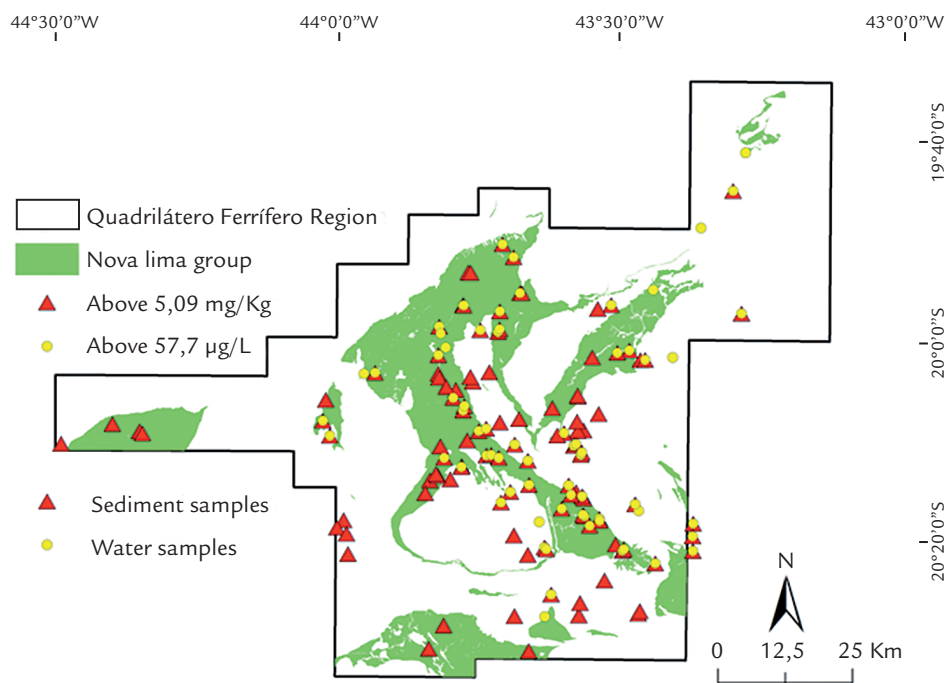 44°30’0’’W 44°0’0’’W 43°30’0’’W 43°0’0’’W
19°40’0’’S
Quadrilátero Ferrífero Region
Nova lima group
Above 5,09 mg/Kg
Above 57,7 µg/L
20°0’0’’S
Sediment samples
Water samples
20°20’0’’S
N
0 12,5 25 Km